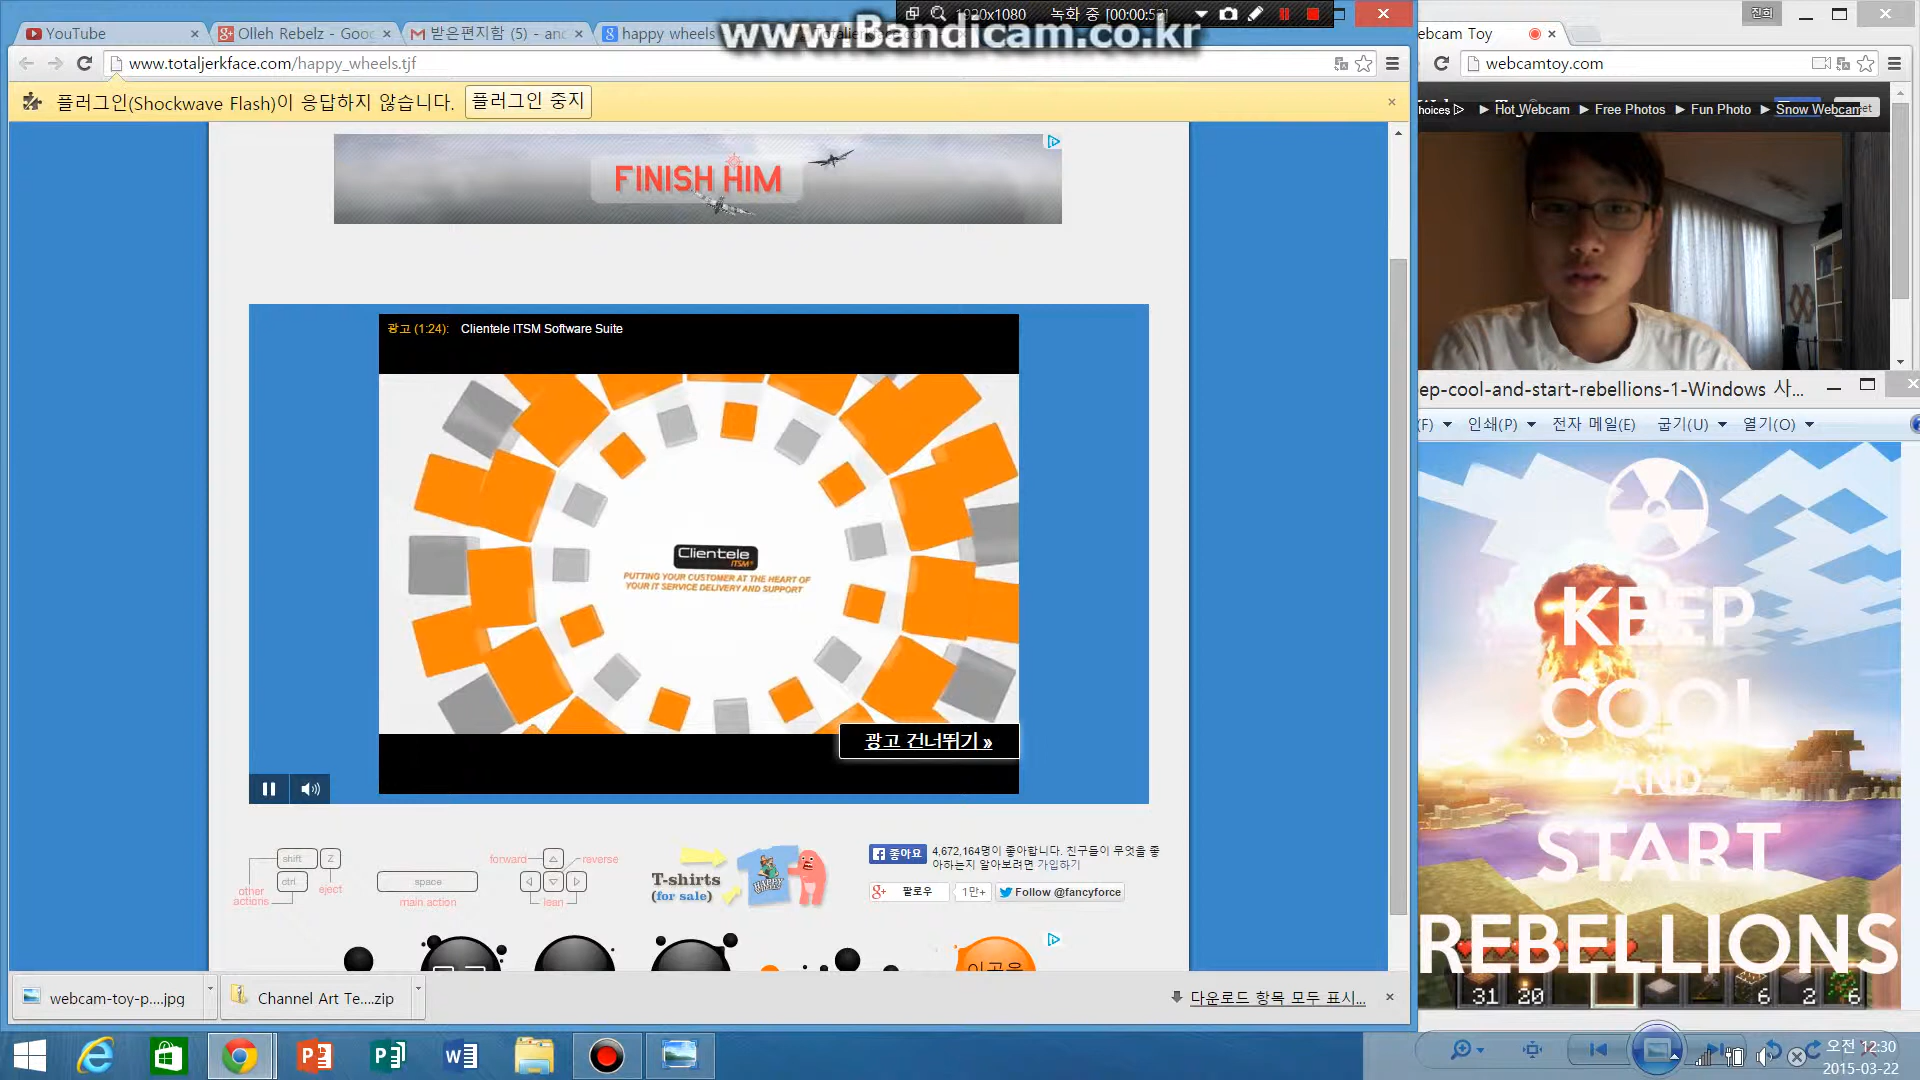 1920x1080 녹화 중 [00:00:53]
www.Bandicam.co.kr
YouTube
Olleh Rebelz - Goo
받은편지함 (5) - an
happy wheels
진희
ebcam Toy
www.totaljerkface.com/happy_wheels.tjf
webcamtoy.com
플러그인(Shockwave Flash)이 응답하지 않습니다. 플러그인 중지
Hot Webcam
Free Photos
Fun Photo
Snow Webcam
FINISH HIM
광고 (1:24): Clientele ITSM Software Suite
Clientele
ITSM
PUTTING YOUR CUSTOMER AT THE HEART OF
YOUR IT SERVICE DELIVERY AND SUPPORT
광고 건너뛰기 »
ep-cool-and-start-rebellions-1-Windows 사...
(F) 인쇄(P) 전자 메일(E) 굽기(U) 열기(O)
KEEP
COOL
AND
START
REBELLIONS
31 20 6 2 6
shift Z
ctrl
other
actions
eject
space
main action
forward
reverse
lean
T-shirts
(for sale)
좋아요 4,672,164명이 좋아합니다. 친구들이 무엇을 좋
아하는지 알아보려면 가입하기
g+ 팔로우 1만+ Follow @fancyforce
webcam-toy-p....jpg
Channel Art Te....zip
다운로드 항목 모두 표시...
오전 12:30
2015-03-22